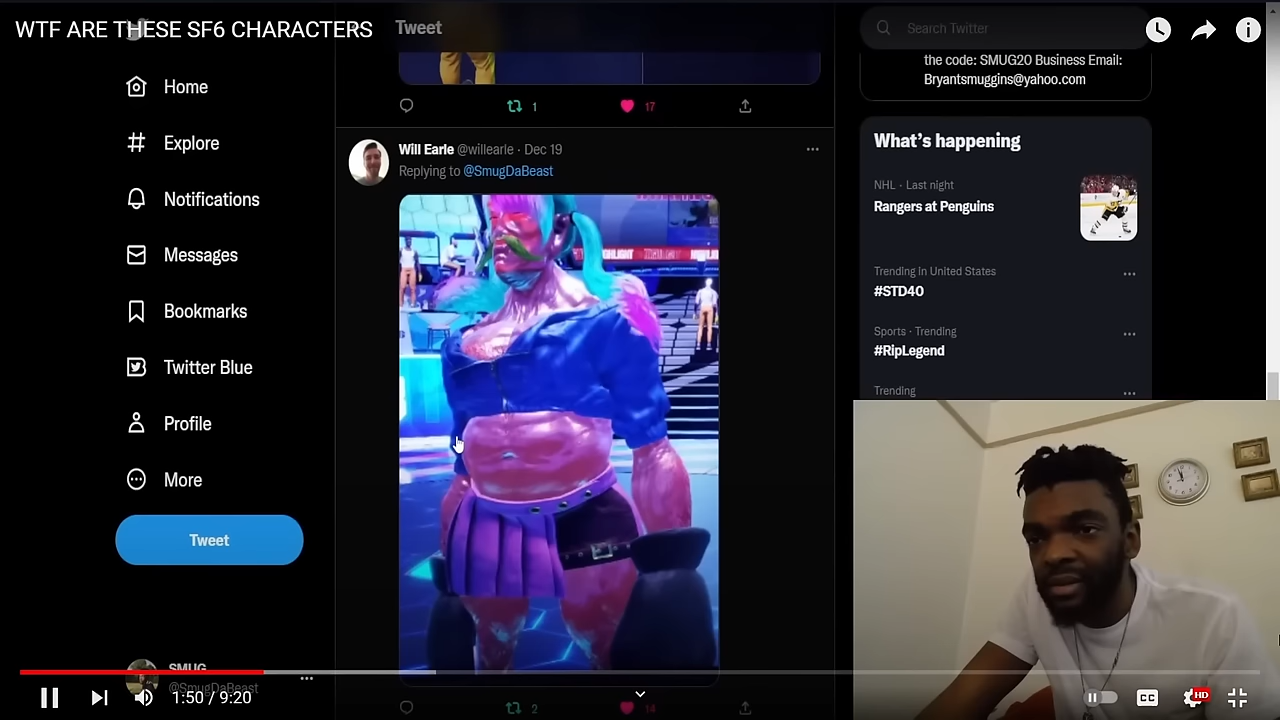 WTF ARE THESE SF6 CHARACTERS
Tweet
Search Twitter
the code: SMUG20 Business Email:
Bryantsmuggins@yahoo.com
Home
Explore
Notifications
Messages
Bookmarks
Twitter Blue
Profile
More
Tweet
SMUG
@SmugDaBeast
1
17
Will Earle @willearle · Dec 19
Replying to @SmugDaBeast
2
14
What's happening
NHL · Last night
Rangers at Penguins
Trending in United States
#STD40
Sports · Trending
#RipLegend
Trending
1:50 / 9:20
CC
HD